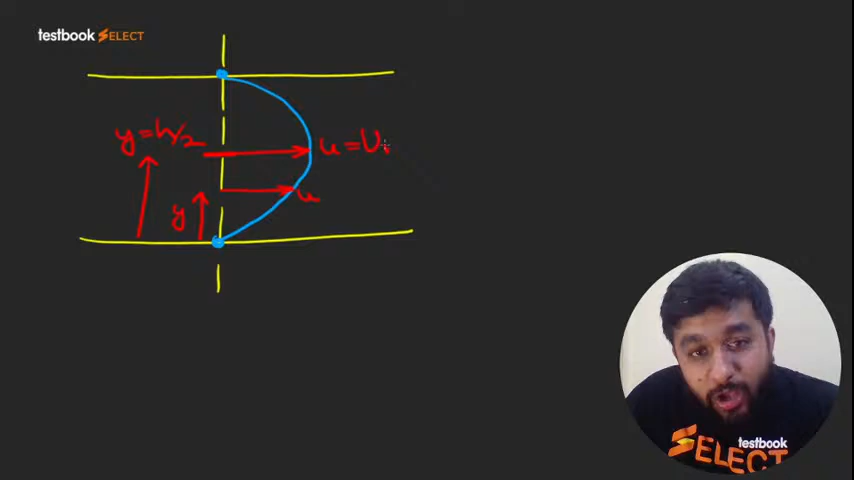 testbook SELECT
y=h/2
u=U
u
y
testbook
SELECT